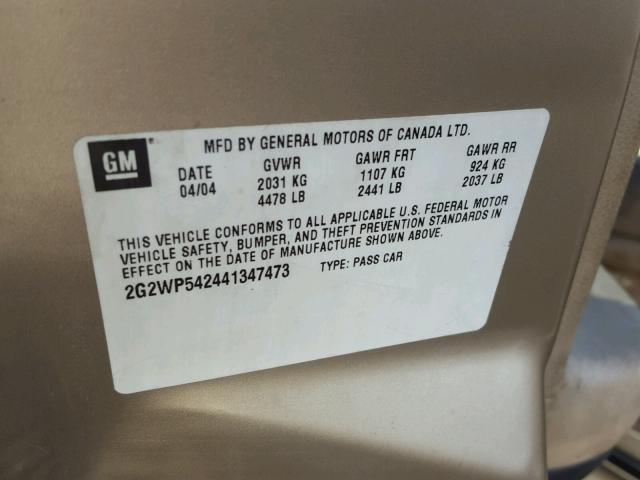 GM
MFD BY GENERAL MOTORS OF CANADA LTD.
DATE GVWR GAWR FRT GAWR RR
04/04 2031 KG 1107 KG 924 KG
4478 LB 2441 LB 2037 LB
THIS VEHICLE CONFORMS TO ALL APPLICABLE U.S. FEDERAL MOTOR
VEHICLE SAFETY, BUMPER, AND THEFT PREVENTION STANDARDS IN
EFFECT ON THE DATE OF MANUFACTURE SHOWN ABOVE.
2G2WP542441347473 TYPE: PASS CAR